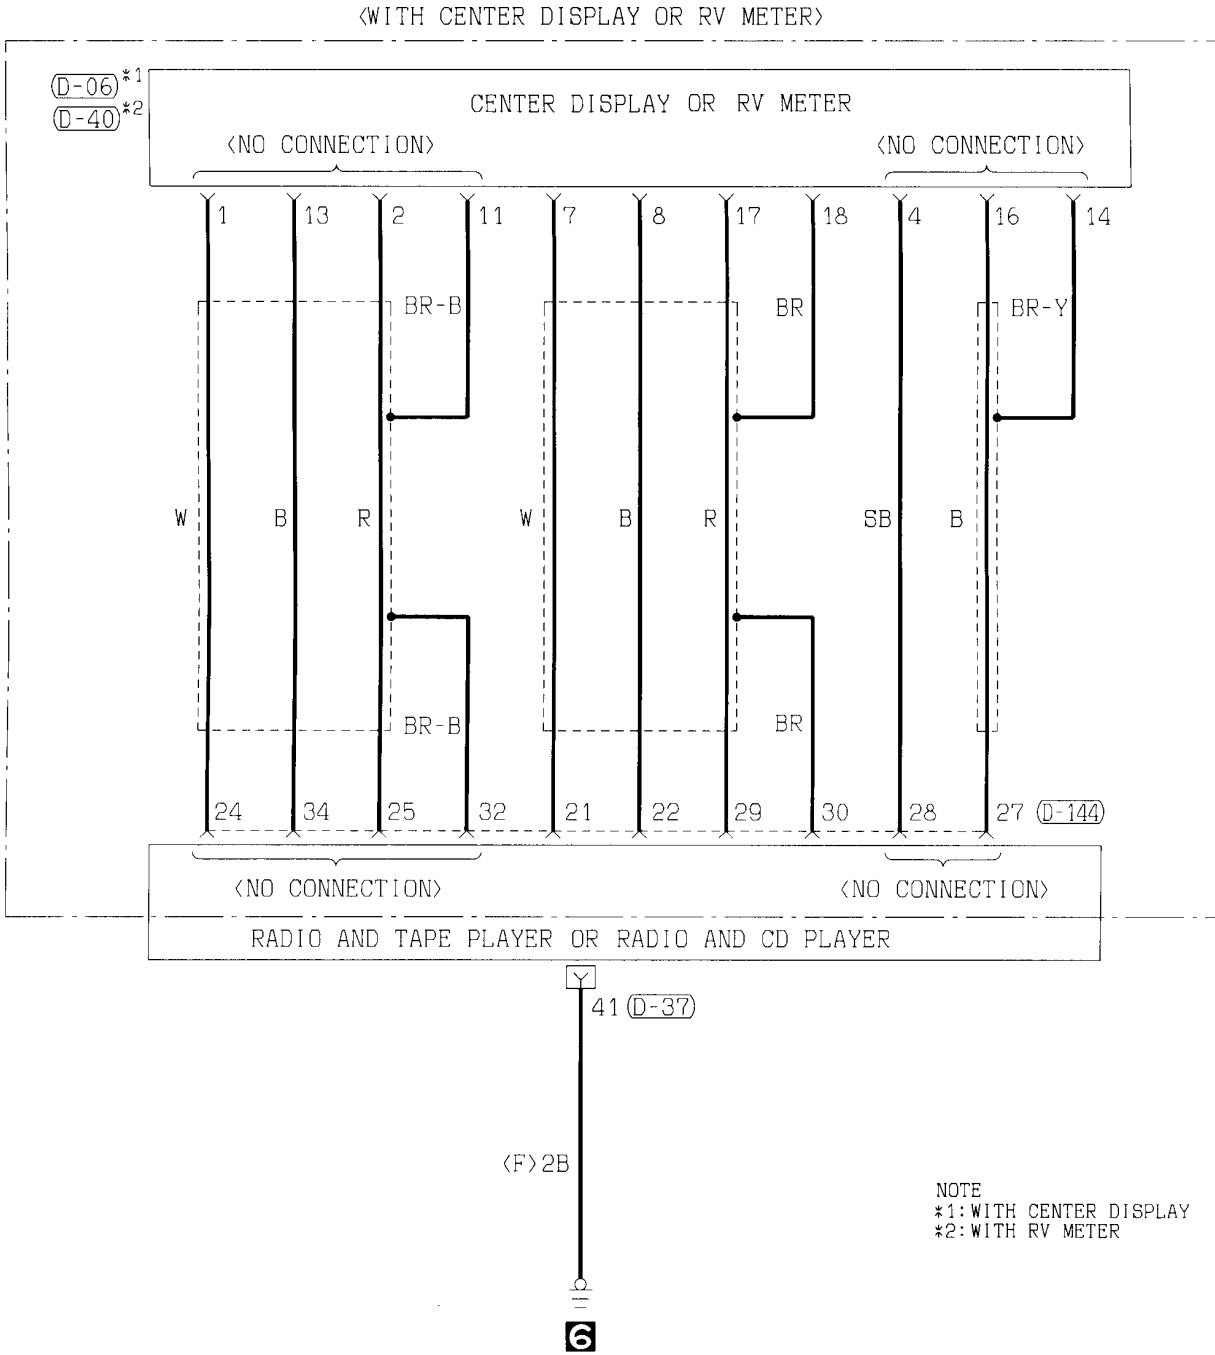 〈WITH CENTER DISPLAY OR RV METER〉
D-06 *1
D-40 *2
CENTER DISPLAY OR RV METER
〈NO CONNECTION〉 〈NO CONNECTION〉
1 13 2 11 7 8 17 18 4 16 14
BR-B BR BR-Y
W B R W B R SB B
BR-B BR
24 34 25 32 21 22 29 30 28 27 D-144
〈NO CONNECTION〉 〈NO CONNECTION〉
RADIO AND TAPE PLAYER OR RADIO AND CD PLAYER
41 D-37
〈F〉2B
NOTE
*1:WITH CENTER DISPLAY
*2:WITH RV METER
6